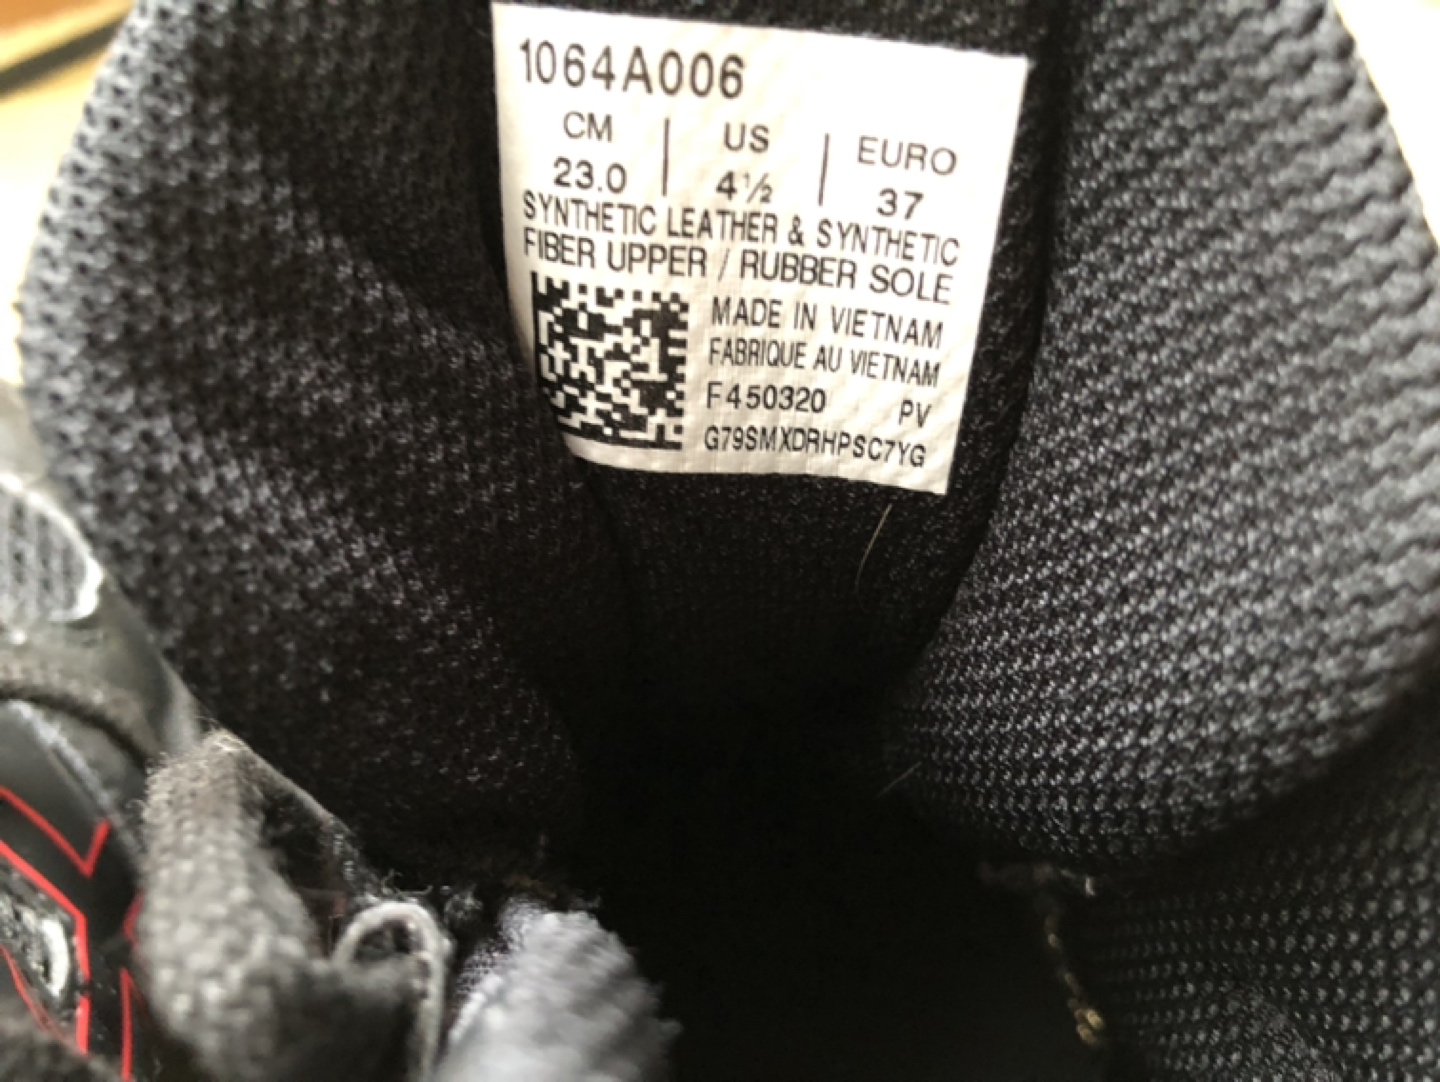 1064A006
CM | US | EURO
23.0 | 4½ | 37
SYNTHETIC LEATHER & SYNTHETIC
FIBER UPPER / RUBBER SOLE
MADE IN VIETNAM
FABRIQUE AU VIETNAM
F450320 PV
G79SMXDRHPSC7YG